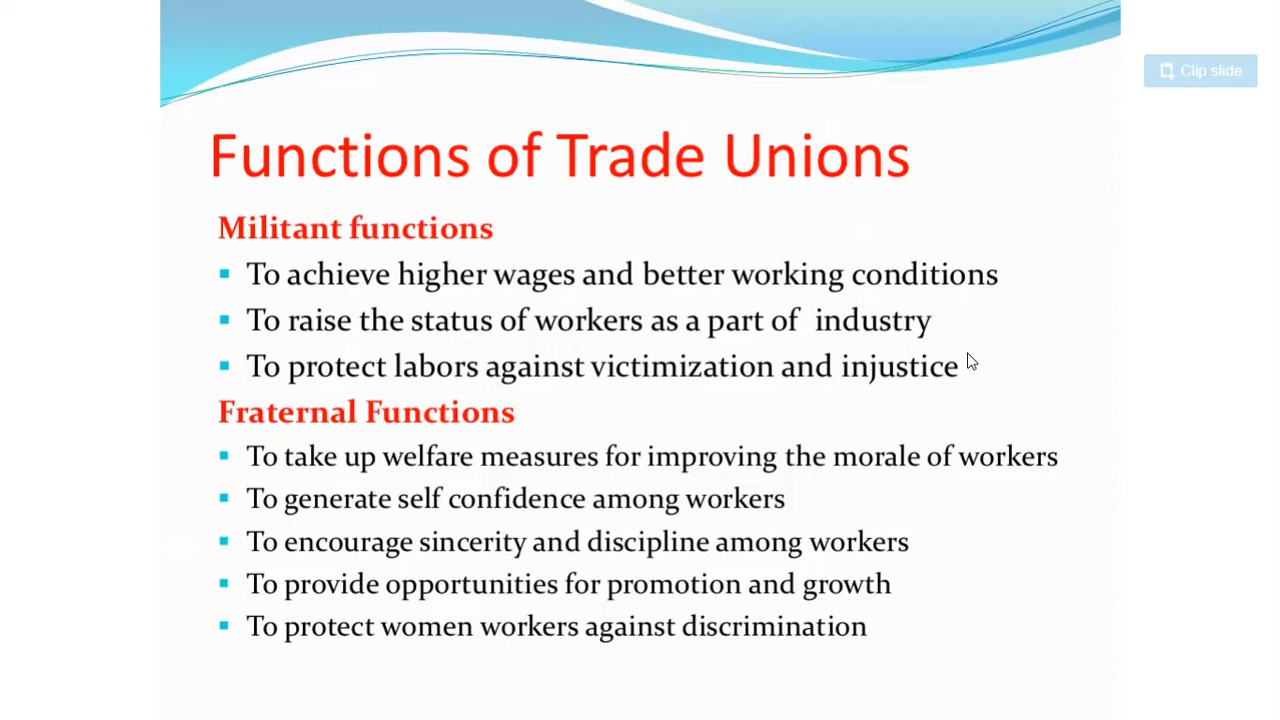 Clip slide
Functions of Trade Unions
Militant functions
▪ To achieve higher wages and better working conditions
▪ To raise the status of workers as a part of  industry
▪ To protect labors against victimization and injustice
Fraternal Functions
▪ To take up welfare measures for improving the morale of workers
▪ To generate self confidence among workers
▪ To encourage sincerity and discipline among workers
▪ To provide opportunities for promotion and growth
▪ To protect women workers against discrimination